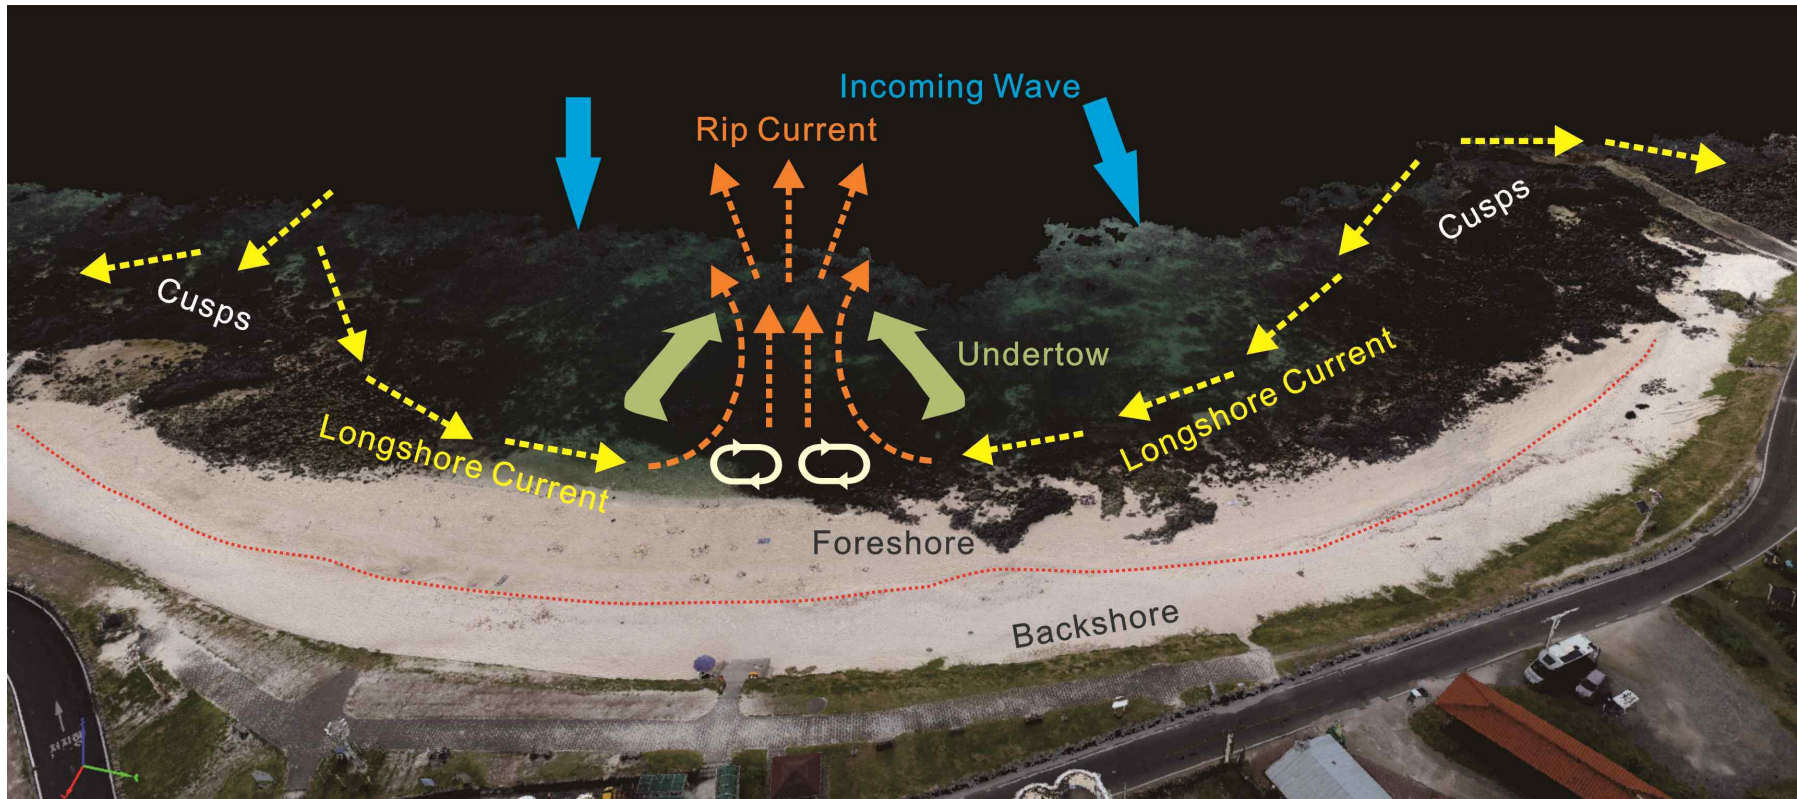 Incoming Wave
Rip Current
Cusps
Cusps
Undertow
Longshore Current
Longshore Current
Foreshore
Backshore